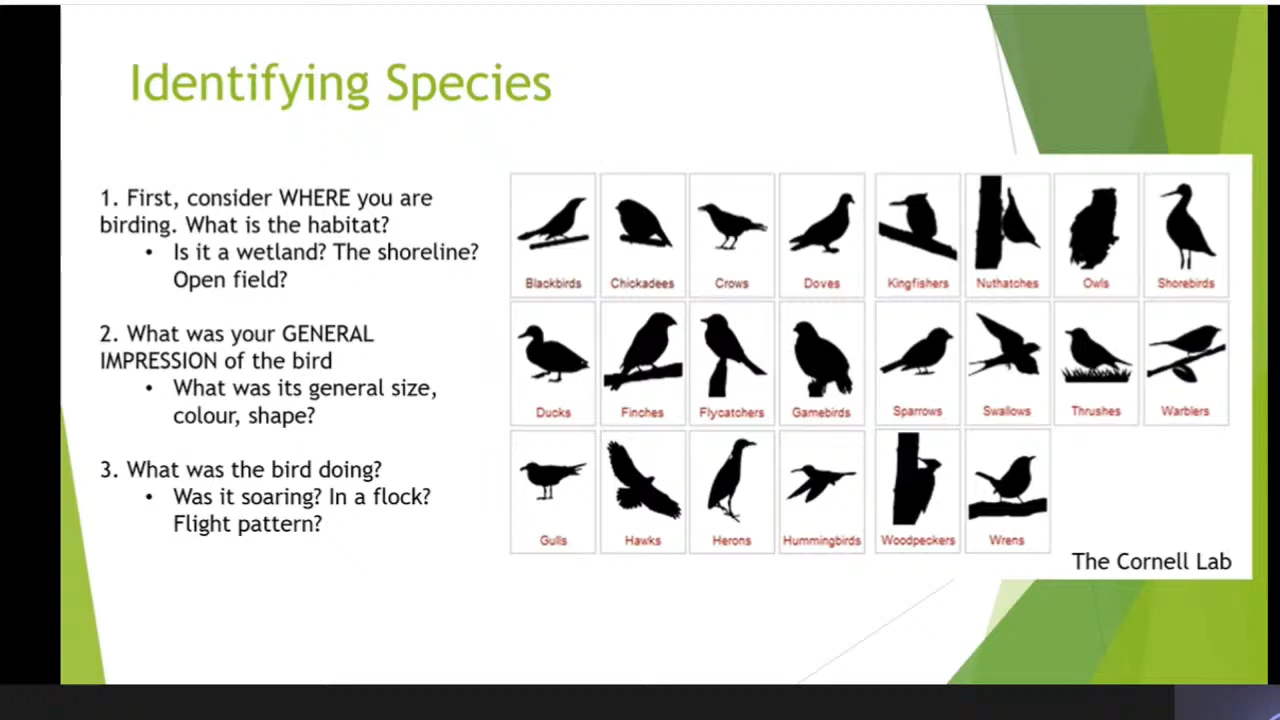 Identifying Species
1. First, consider WHERE you are
birding. What is the habitat?
• Is it a wetland? The shoreline?
Open field?
2. What was your GENERAL
IMPRESSION of the bird
• What was its general size,
colour, shape?
3. What was the bird doing?
• Was it soaring? In a flock?
Flight pattern?
Blackbirds Chickadees Crows Doves Kingfishers Nuthatches Owls Shorebirds
Ducks Finches Flycatchers Gamebirds Sparrows Swallows Thrushes Warblers
Gulls Hawks Herons Hummingbirds Woodpeckers Wrens
The Cornell Lab